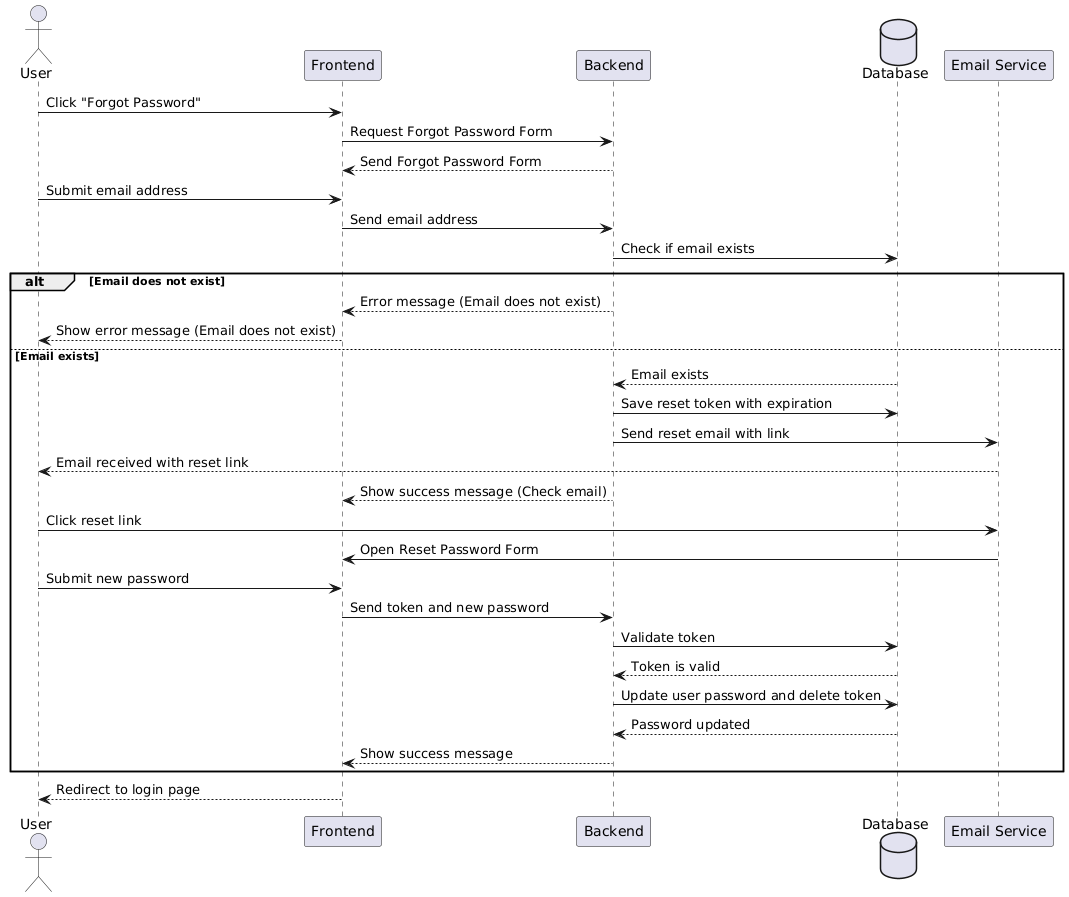 User
Frontend
Backend
Database
Email Service
Click "Forgot Password"
Request Forgot Password Form
Send Forgot Password Form
Submit email address
Send email address
Check if email exists
alt [Email does not exist]
Error message (Email does not exist)
Show error message (Email does not exist)
[Email exists]
Email exists
Save reset token with expiration
Send reset email with link
Email received with reset link
Show success message (Check email)
Click reset link
Open Reset Password Form
Submit new password
Send token and new password
Validate token
Token is valid
Update user password and delete token
Password updated
Show success message
Redirect to login page
User
Frontend
Backend
Database
Email Service